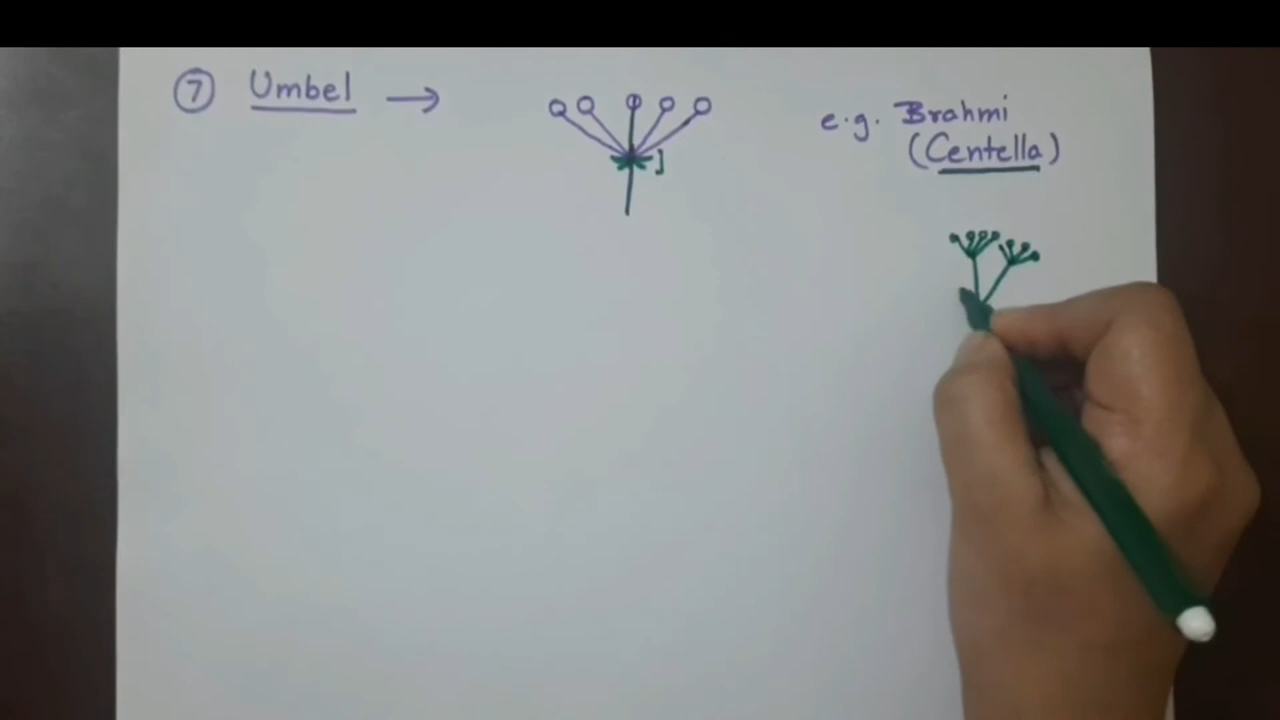 ⑦ Umbel →
e.g. Brahmi
(Centella)